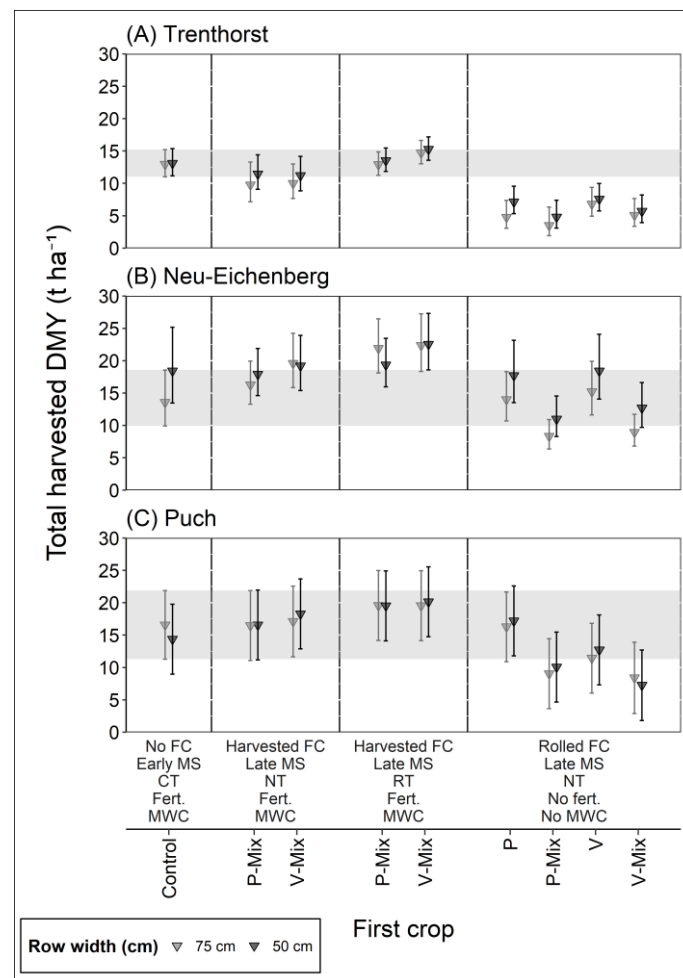 Total harvested DMY (t ha⁻¹)
(A) Trenthorst
30
25
20
15
10
5
0
(B) Neu-Eichenberg
30
25
20
15
10
5
0
(C) Puch
30
25
20
15
10
5
0
No FC
Early MS
CT
Fert.
MWC
Harvested FC
Late MS
NT
Fert.
MWC
Harvested FC
Late MS
RT
Fert.
MWC
Rolled FC
Late MS
NT
No fert.
No MWC
Control
P-Mix
V-Mix
P-Mix
V-Mix
P
P-Mix
V
V-Mix
First crop
Row width (cm) 75 cm 50 cm